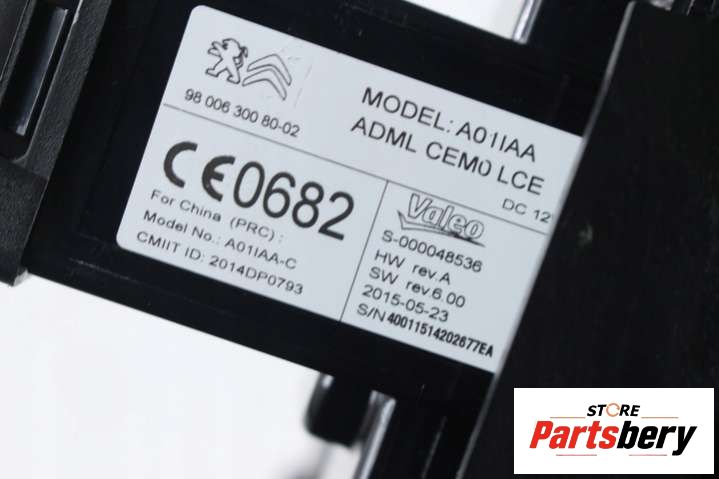 98 006 300 80-02
MODEL: A01IAA
ADML CEM0 LCE
DC 12
CE0682
For China (PRC) :
Model No.: A01IAA-C
CMIIT ID: 2014DP0793
Valeo
S-000048536
HW rev.A
SW rev.6.00
2015-05-23
S/N 40011514202677EA
STORE
Partsbery